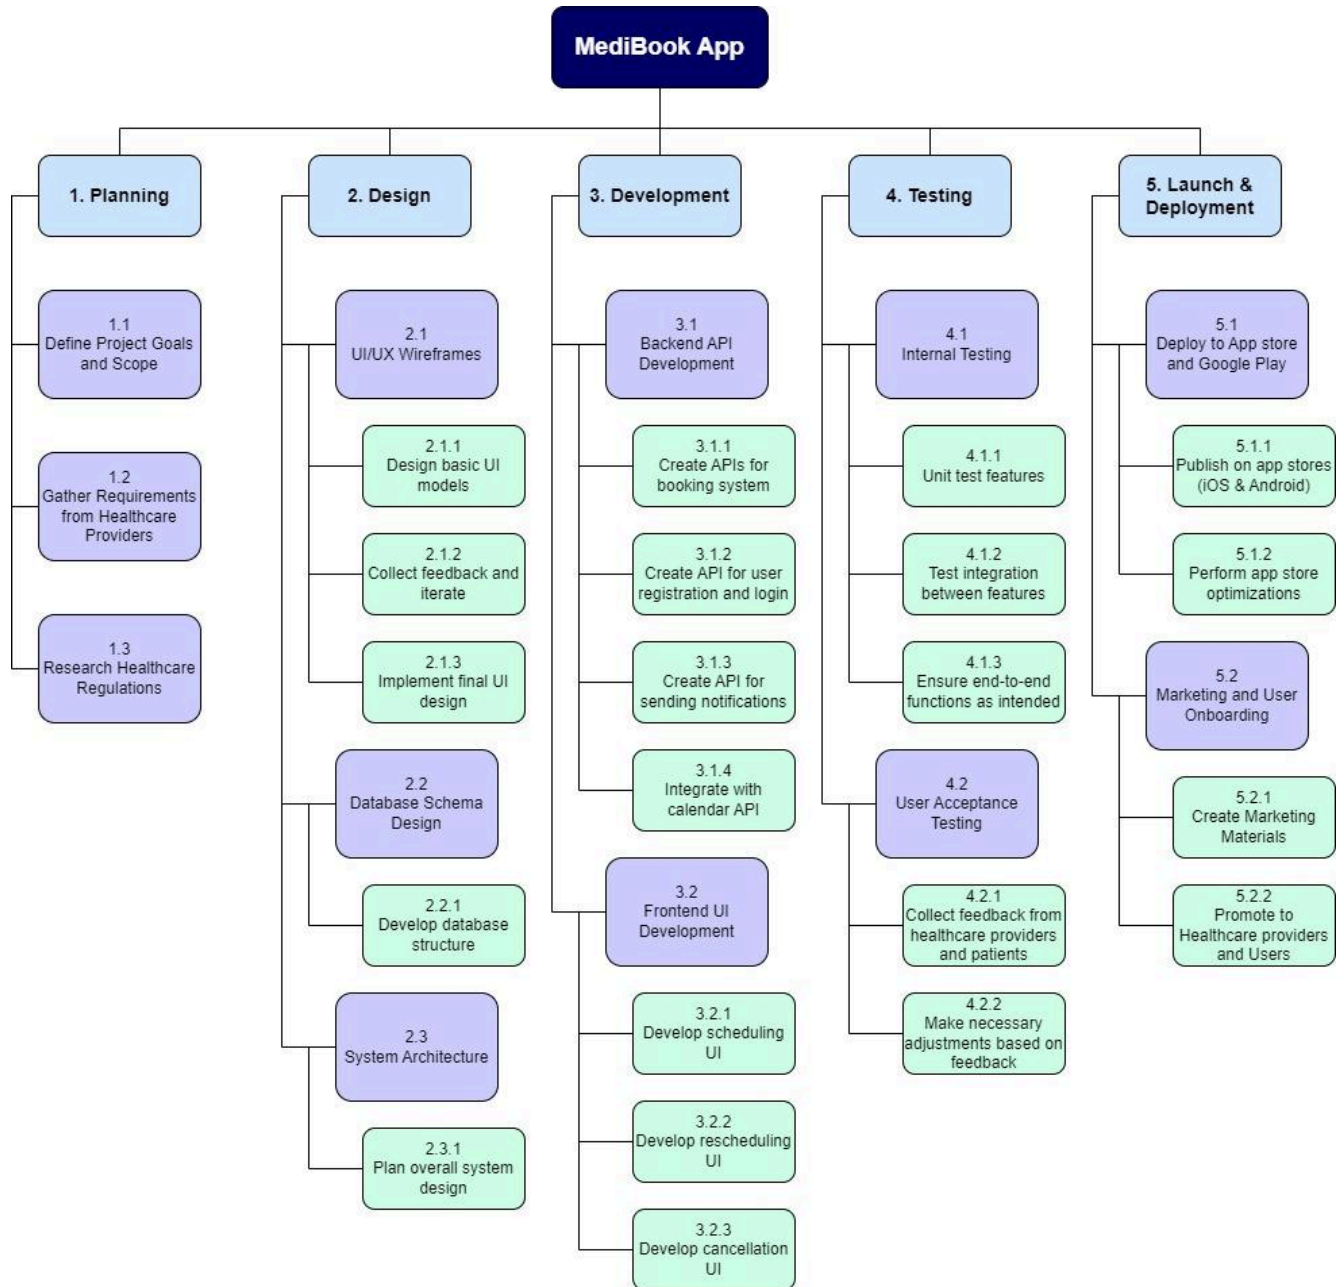 MediBook App
1. Planning
1.1
Define Project Goals
and Scope
1.2
Gather Requirements
from Healthcare
Providers
1.3
Research Healthcare
Regulations
2. Design
2.1
UI/UX Wireframes
2.1.1
Design basic UI
models
2.1.2
Collect feedback and
iterate
2.1.3
Implement final UI
design
2.2
Database Schema
Design
2.2.1
Develop database
structure
2.3
System Architecture
2.3.1
Plan overall system
design
3. Development
3.1
Backend API
Development
3.1.1
Create APIs for
booking system
3.1.2
Create API for user
registration and login
3.1.3
Create API for
sending notifications
3.1.4
Integrate with
calendar API
3.2
Frontend UI
Development
3.2.1
Develop scheduling
UI
3.2.2
Develop rescheduling
UI
3.2.3
Develop cancellation
UI
4. Testing
4.1
Internal Testing
4.1.1
Unit test features
4.1.2
Test integration
between features
4.1.3
Ensure end-to-end
functions as intended
4.2
User Acceptance
Testing
4.2.1
Collect feedback from
healthcare providers
and patients
4.2.2
Make necessary
adjustments based on
feedback
5. Launch &
Deployment
5.1
Deploy to App store
and Google Play
5.1.1
Publish on app stores
(iOS & Android)
5.1.2
Perform app store
optimizations
5.2
Marketing and User
Onboarding
5.2.1
Create Marketing
Materials
5.2.2
Promote to
Healthcare providers
and Users